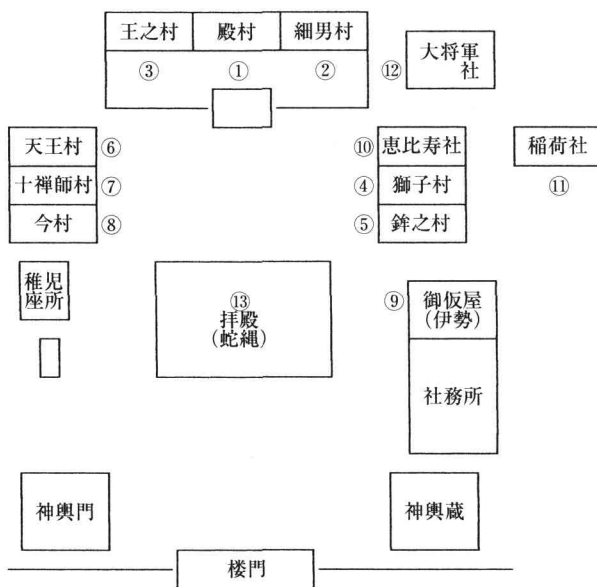 王之村 殿村 細男村
③ ① ② ⑫ 大将軍
社
天王村 ⑥ ⑩ 恵比寿社 稲荷社
十禅師村 ⑦ ④ 獅子村 ⑪
今村 ⑧ ⑤ 鉾之村
稚児
座所
⑬
拝殿
(蛇縄)
⑨ 御仮屋
(伊勢)
社務所
神輿門 神輿蔵
楼門